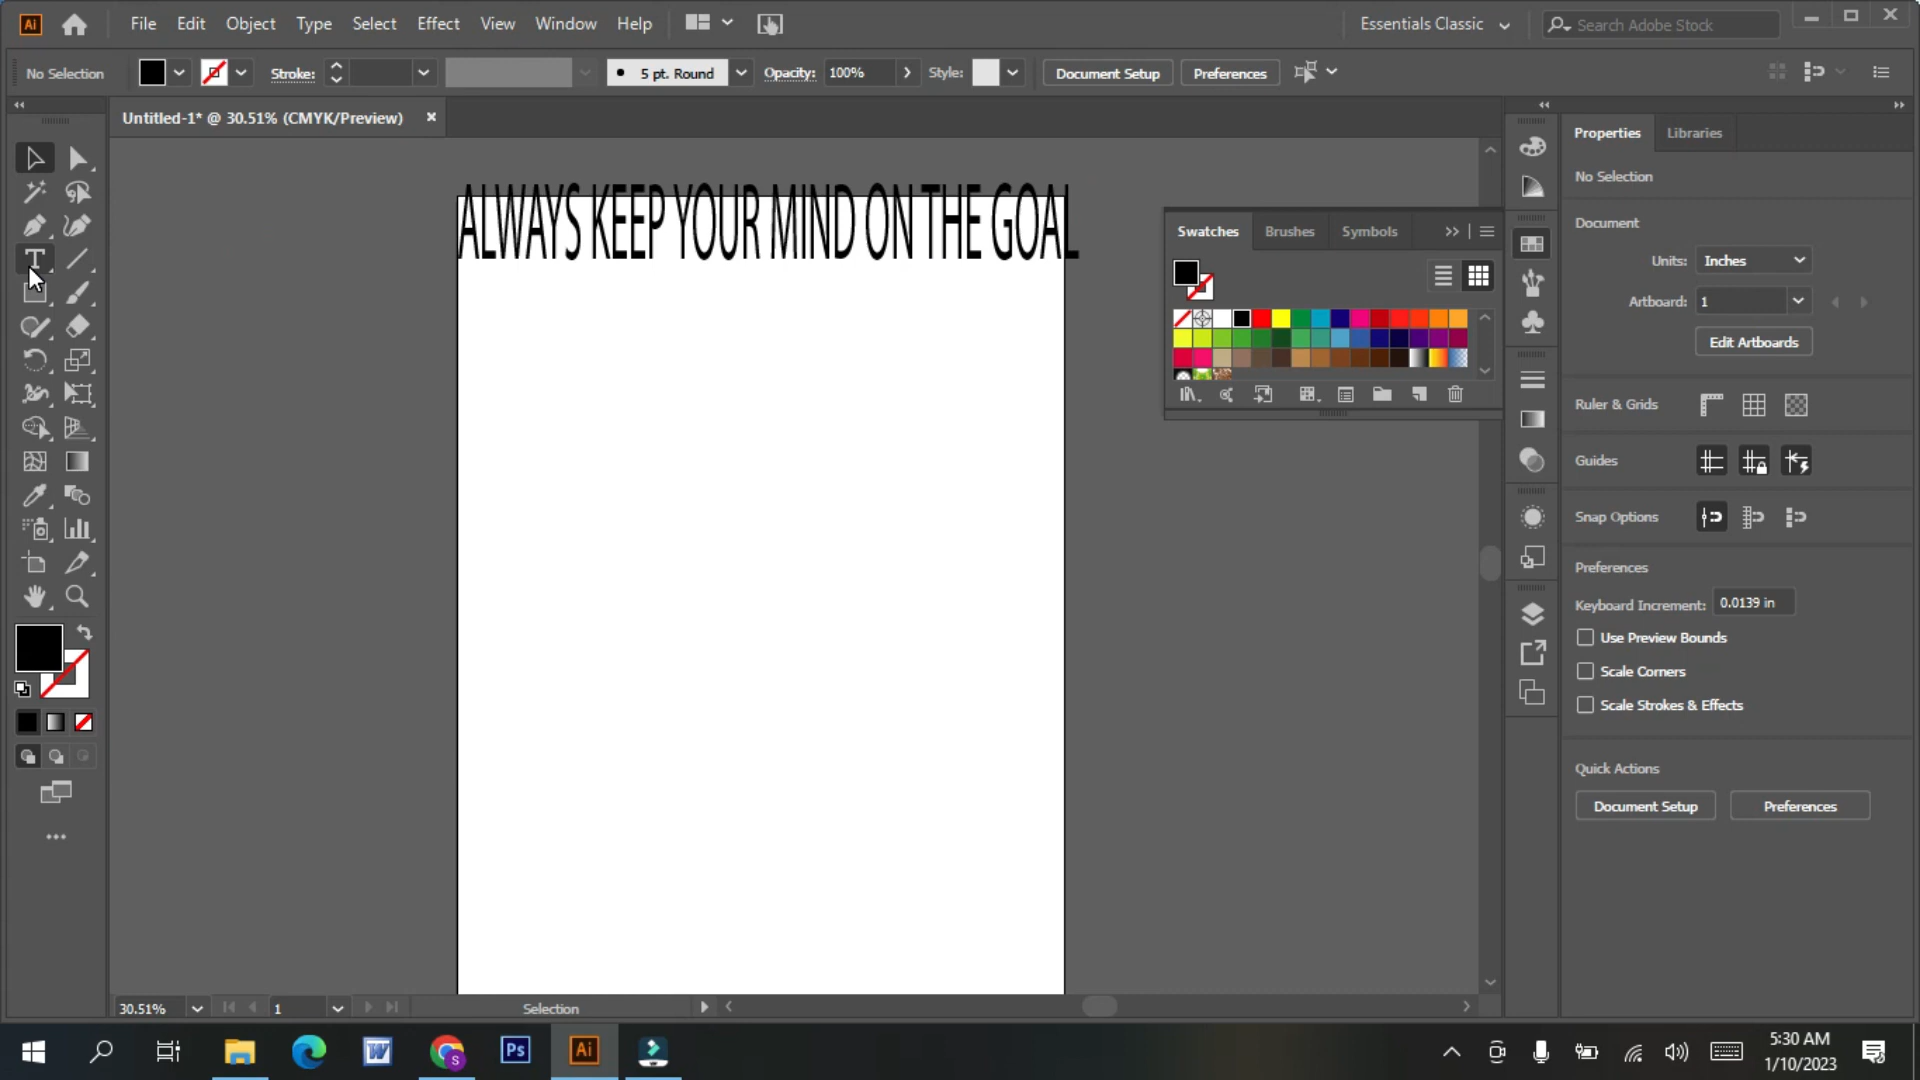 Ai File Edit Object Type Select Effect View Window Help Essentials Classic Search Adobe Stock
No Selection Stroke: 5 pt. Round Opacity: 100% Style: Document Setup Preferences
Untitled-1* @ 30.51% (CMYK/Preview) ×
Properties Libraries
No Selection
Document
Units: Inches
Artboard: 1
Edit Artboards
Ruler & Grids
Guides
Snap Options
Preferences
Keyboard Increment: 0.0139 in
Use Preview Bounds
Scale Corners
Scale Strokes & Effects
Quick Actions
Document Setup Preferences
ALWAYS KEEP YOUR MIND ON THE GOAL
Swatches Brushes Symbols
T
30.51% 1 Selection
W S Ps Ai
5:30 AM
1/10/2023